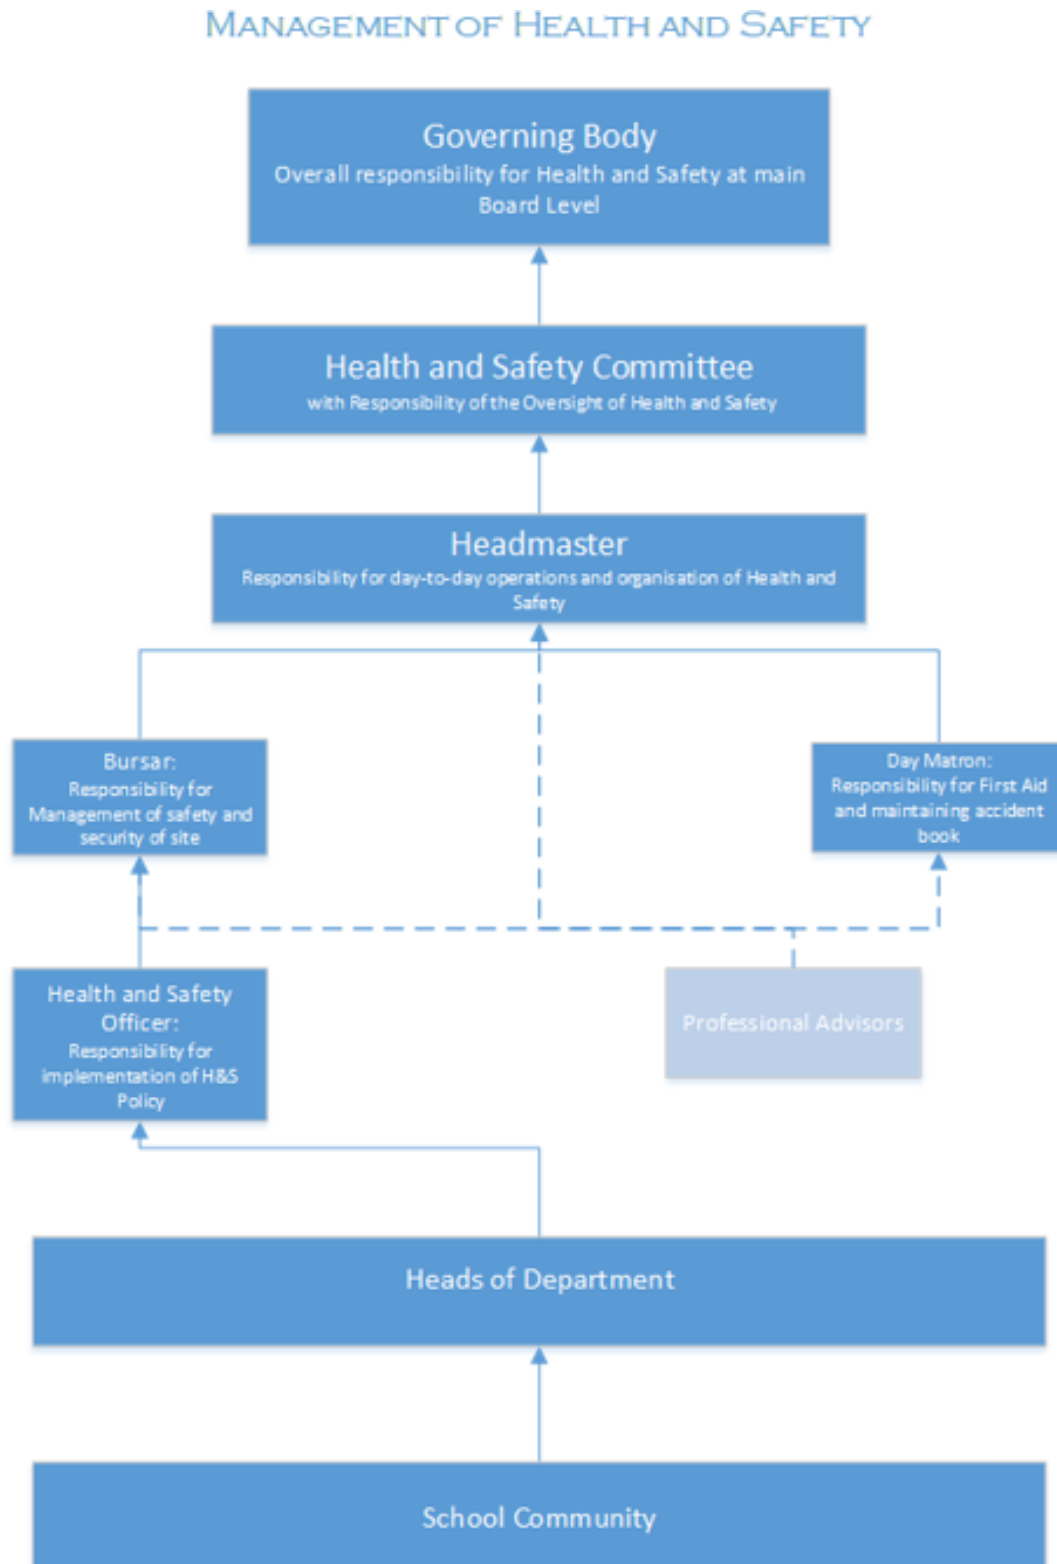 MANAGEMENT OF HEALTH AND SAFETY
Governing Body
Overall responsibility for Health and Safety at main
Board Level
Health and Safety Committee
with Responsibility of the Oversight of Health and Safety
Headmaster
Responsibility for day-to-day operations and organisation of Health and
Safety
Bursar:
Responsibility for
Management of safety and
security of site
Day Matron:
Responsibility for First Aid
and maintaining accident
book
Health and Safety
Officer:
Responsibility for
implementation of H&S
Policy
Professional Advisors
Heads of Department
School Community